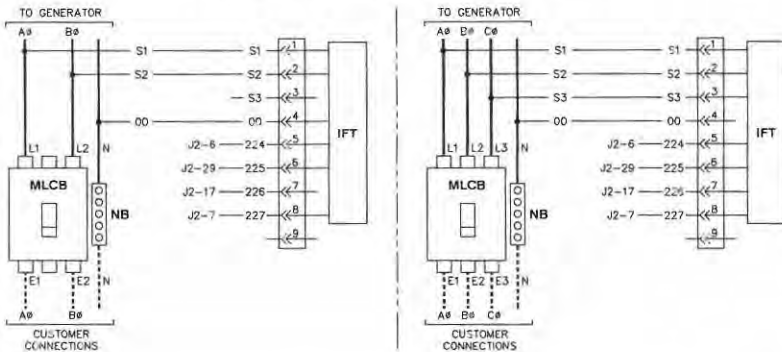 TO GENERATOR
AØ BØ
S1 S1 1
S2 S2 2
S3 3
00 00 4
IFT
L1 L2 N
J2-6 224 5
J2-29 225 6
MLCB
J2-17 226 7
NB
J2-7 227 8
9
E1 E2 N
AØ BØ
CUSTOMER
CONNECTIONS
TO GENERATOR
AØ BØ CØ
S1 S1 1
S2 S2 2
S3 S3 3
00 00 4
IFT
L1 L2 L3 N
J2-6 224 5
J2-29 225 6
MLCB
J2-17 226 7
NB
J2-7 227 8
9
E1 E2 E3 N
AØ BØ CØ
CUSTOMER
CONNECTIONS